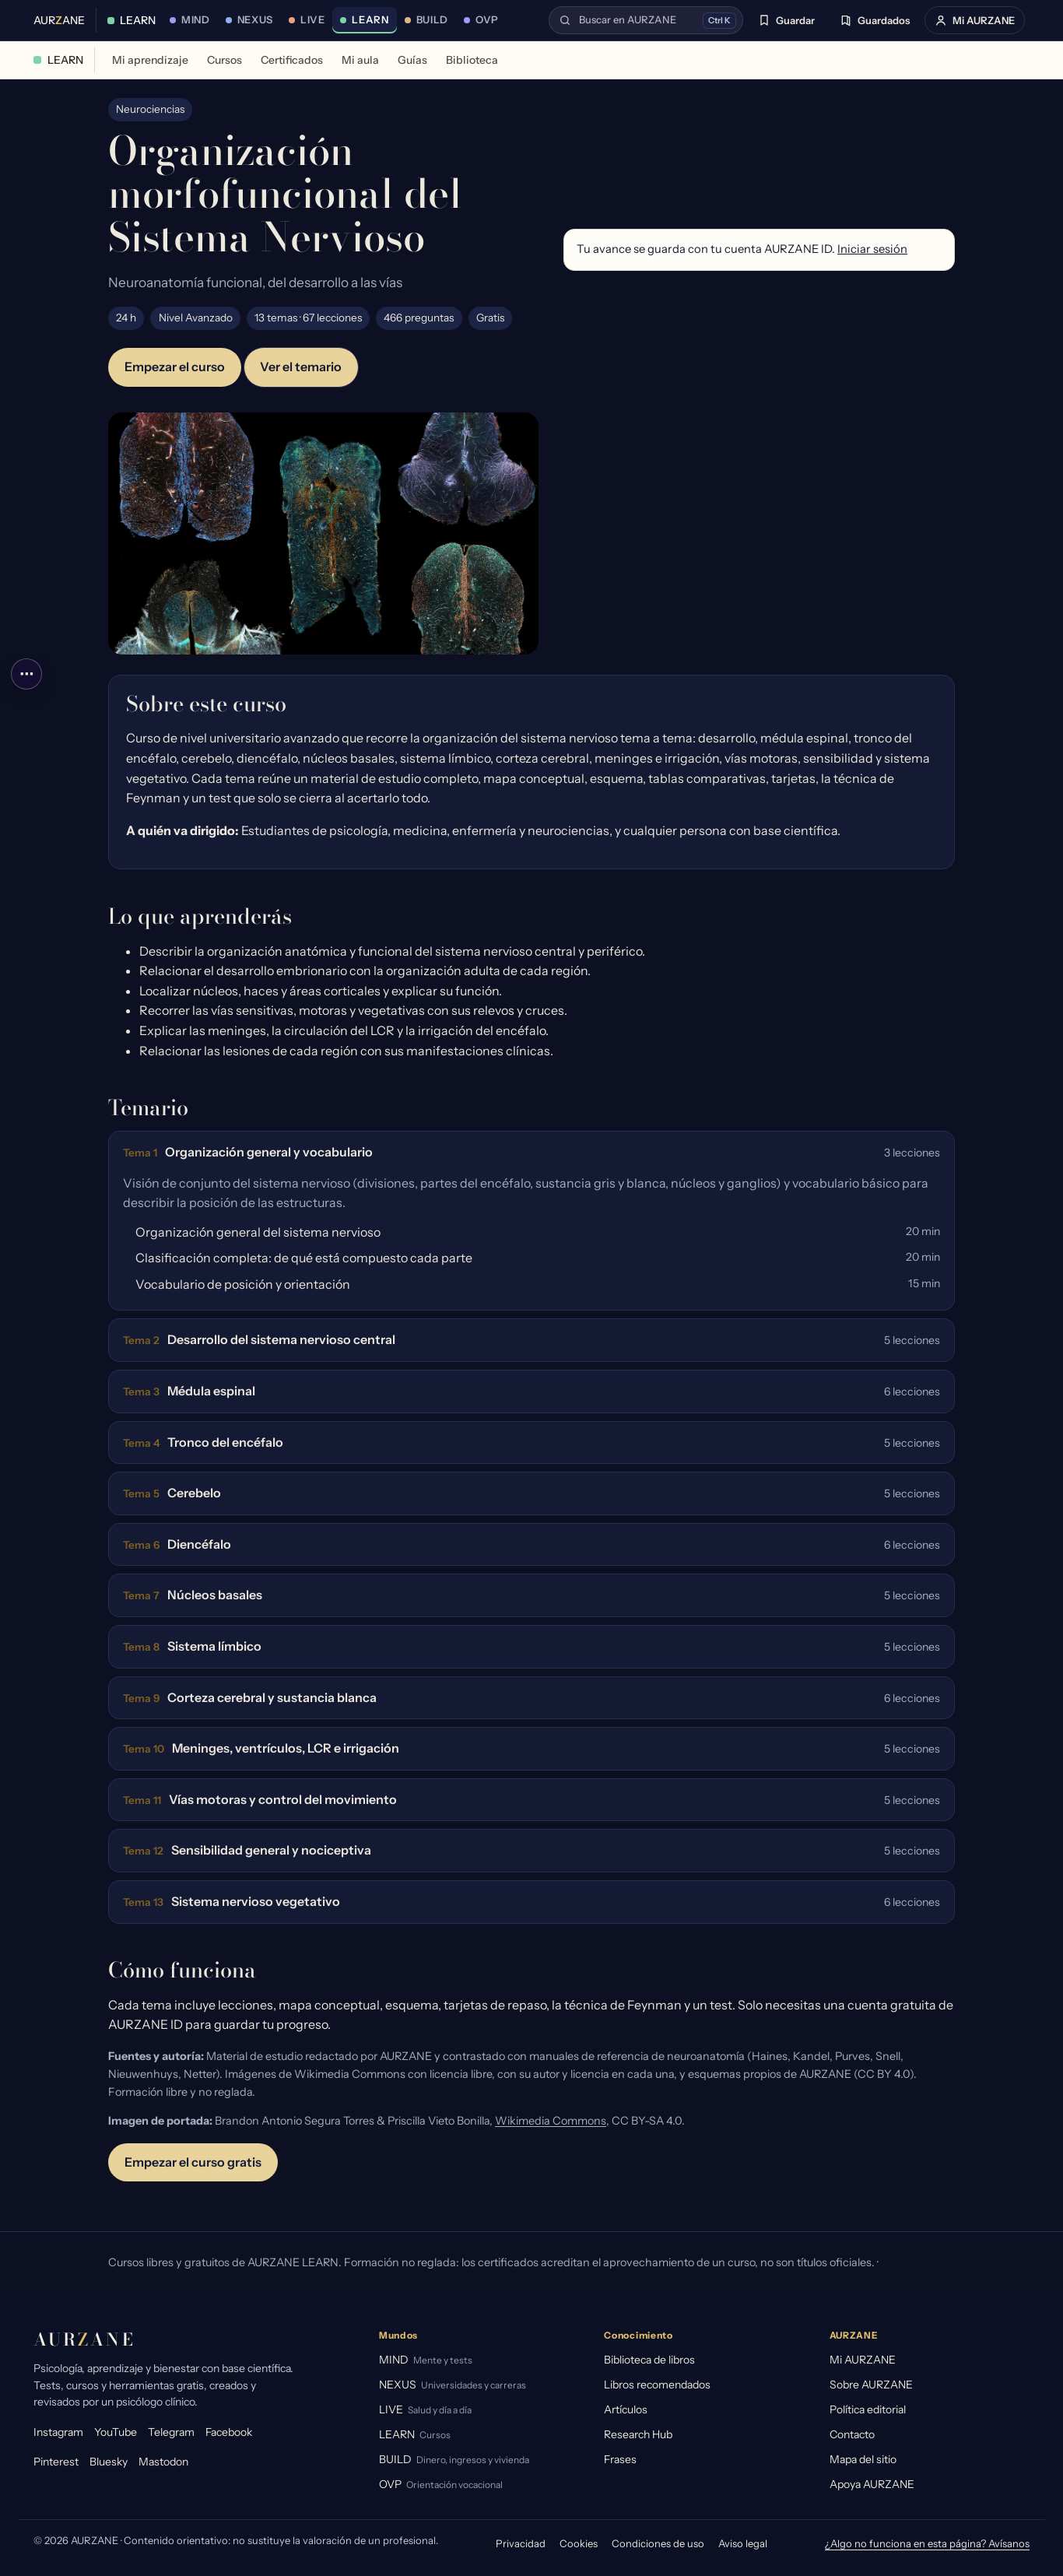 AURZANE
LEARN
MIND
NEXUS
LIVE
LEARN
BUILD
OVP
Buscar en AURZANE
Ctrl K
Guardar
Guardados
Mi AURZANE
LEARN
Mi aprendizaje
Cursos
Certificados
Mi aula
Guías
Biblioteca
Neurociencias
Organización
morfofuncional del
Sistema Nervioso
Neuroanatomía funcional, del desarrollo a las vías
24 h
Nivel Avanzado
13 temas · 67 lecciones
466 preguntas
Gratis
Empezar el curso
Ver el temario
Tu avance se guarda con tu cuenta AURZANE ID. Iniciar sesión
Sobre este curso
Curso de nivel universitario avanzado que recorre la organización del sistema nervioso tema a tema: desarrollo, médula espinal, tronco del
encéfalo, cerebelo, diencéfalo, núcleos basales, sistema límbico, corteza cerebral, meninges e irrigación, vías motoras, sensibilidad y sistema
vegetativo. Cada tema reúne un material de estudio completo, mapa conceptual, esquema, tablas comparativas, tarjetas, la técnica de
Feynman y un test que solo se cierra al acertarlo todo.
A quién va dirigido: Estudiantes de psicología, medicina, enfermería y neurociencias, y cualquier persona con base científica.
Lo que aprenderás
• Describir la organización anatómica y funcional del sistema nervioso central y periférico.
• Relacionar el desarrollo embrionario con la organización adulta de cada región.
• Localizar núcleos, haces y áreas corticales y explicar su función.
• Recorrer las vías sensitivas, motoras y vegetativas con sus relevos y cruces.
• Explicar las meninges, la circulación del LCR y la irrigación del encéfalo.
• Relacionar las lesiones de cada región con sus manifestaciones clínicas.
Temario
Tema 1 Organización general y vocabulario 3 lecciones
Visión de conjunto del sistema nervioso (divisiones, partes del encéfalo, sustancia gris y blanca, núcleos y ganglios) y vocabulario básico para
describir la posición de las estructuras.
Organización general del sistema nervioso 20 min
Clasificación completa: de qué está compuesto cada parte 20 min
Vocabulario de posición y orientación 15 min
Tema 2 Desarrollo del sistema nervioso central 5 lecciones
Tema 3 Médula espinal 6 lecciones
Tema 4 Tronco del encéfalo 5 lecciones
Tema 5 Cerebelo 5 lecciones
Tema 6 Diencéfalo 6 lecciones
Tema 7 Núcleos basales 5 lecciones
Tema 8 Sistema límbico 5 lecciones
Tema 9 Corteza cerebral y sustancia blanca 6 lecciones
Tema 10 Meninges, ventrículos, LCR e irrigación 5 lecciones
Tema 11 Vías motoras y control del movimiento 5 lecciones
Tema 12 Sensibilidad general y nociceptiva 5 lecciones
Tema 13 Sistema nervioso vegetativo 6 lecciones
Cómo funciona
Cada tema incluye lecciones, mapa conceptual, esquema, tarjetas de repaso, la técnica de Feynman y un test. Solo necesitas una cuenta gratuita de
AURZANE ID para guardar tu progreso.
Fuentes y autoría: Material de estudio redactado por AURZANE y contrastado con manuales de referencia de neuroanatomía (Haines, Kandel, Purves, Snell,
Nieuwenhuys, Netter). Imágenes de Wikimedia Commons con licencia libre, con su autor y licencia en cada una, y esquemas propios de AURZANE (CC BY 4.0).
Formación libre y no reglada.
Imagen de portada: Brandon Antonio Segura Torres & Priscilla Vieto Bonilla, Wikimedia Commons, CC BY-SA 4.0.
Empezar el curso gratis
Cursos libres y gratuitos de AURZANE LEARN. Formación no reglada: los certificados acreditan el aprovechamiento de un curso, no son títulos oficiales. ·
AURZANE
Psicología, aprendizaje y bienestar con base científica.
Tests, cursos y herramientas gratis, creados y
revisados por un psicólogo clínico.
Instagram YouTube Telegram Facebook
Pinterest Bluesky Mastodon
Mundos
MIND Mente y tests
NEXUS Universidades y carreras
LIVE Salud y día a día
LEARN Cursos
BUILD Dinero, ingresos y vivienda
OVP Orientación vocacional
Conocimiento
Biblioteca de libros
Libros recomendados
Artículos
Research Hub
Frases
AURZANE
Mi AURZANE
Sobre AURZANE
Política editorial
Contacto
Mapa del sitio
Apoya AURZANE
© 2026 AURZANE · Contenido orientativo: no sustituye la valoración de un profesional.
Privacidad
Cookies
Condiciones de uso
Aviso legal
¿Algo no funciona en esta página? Avísanos